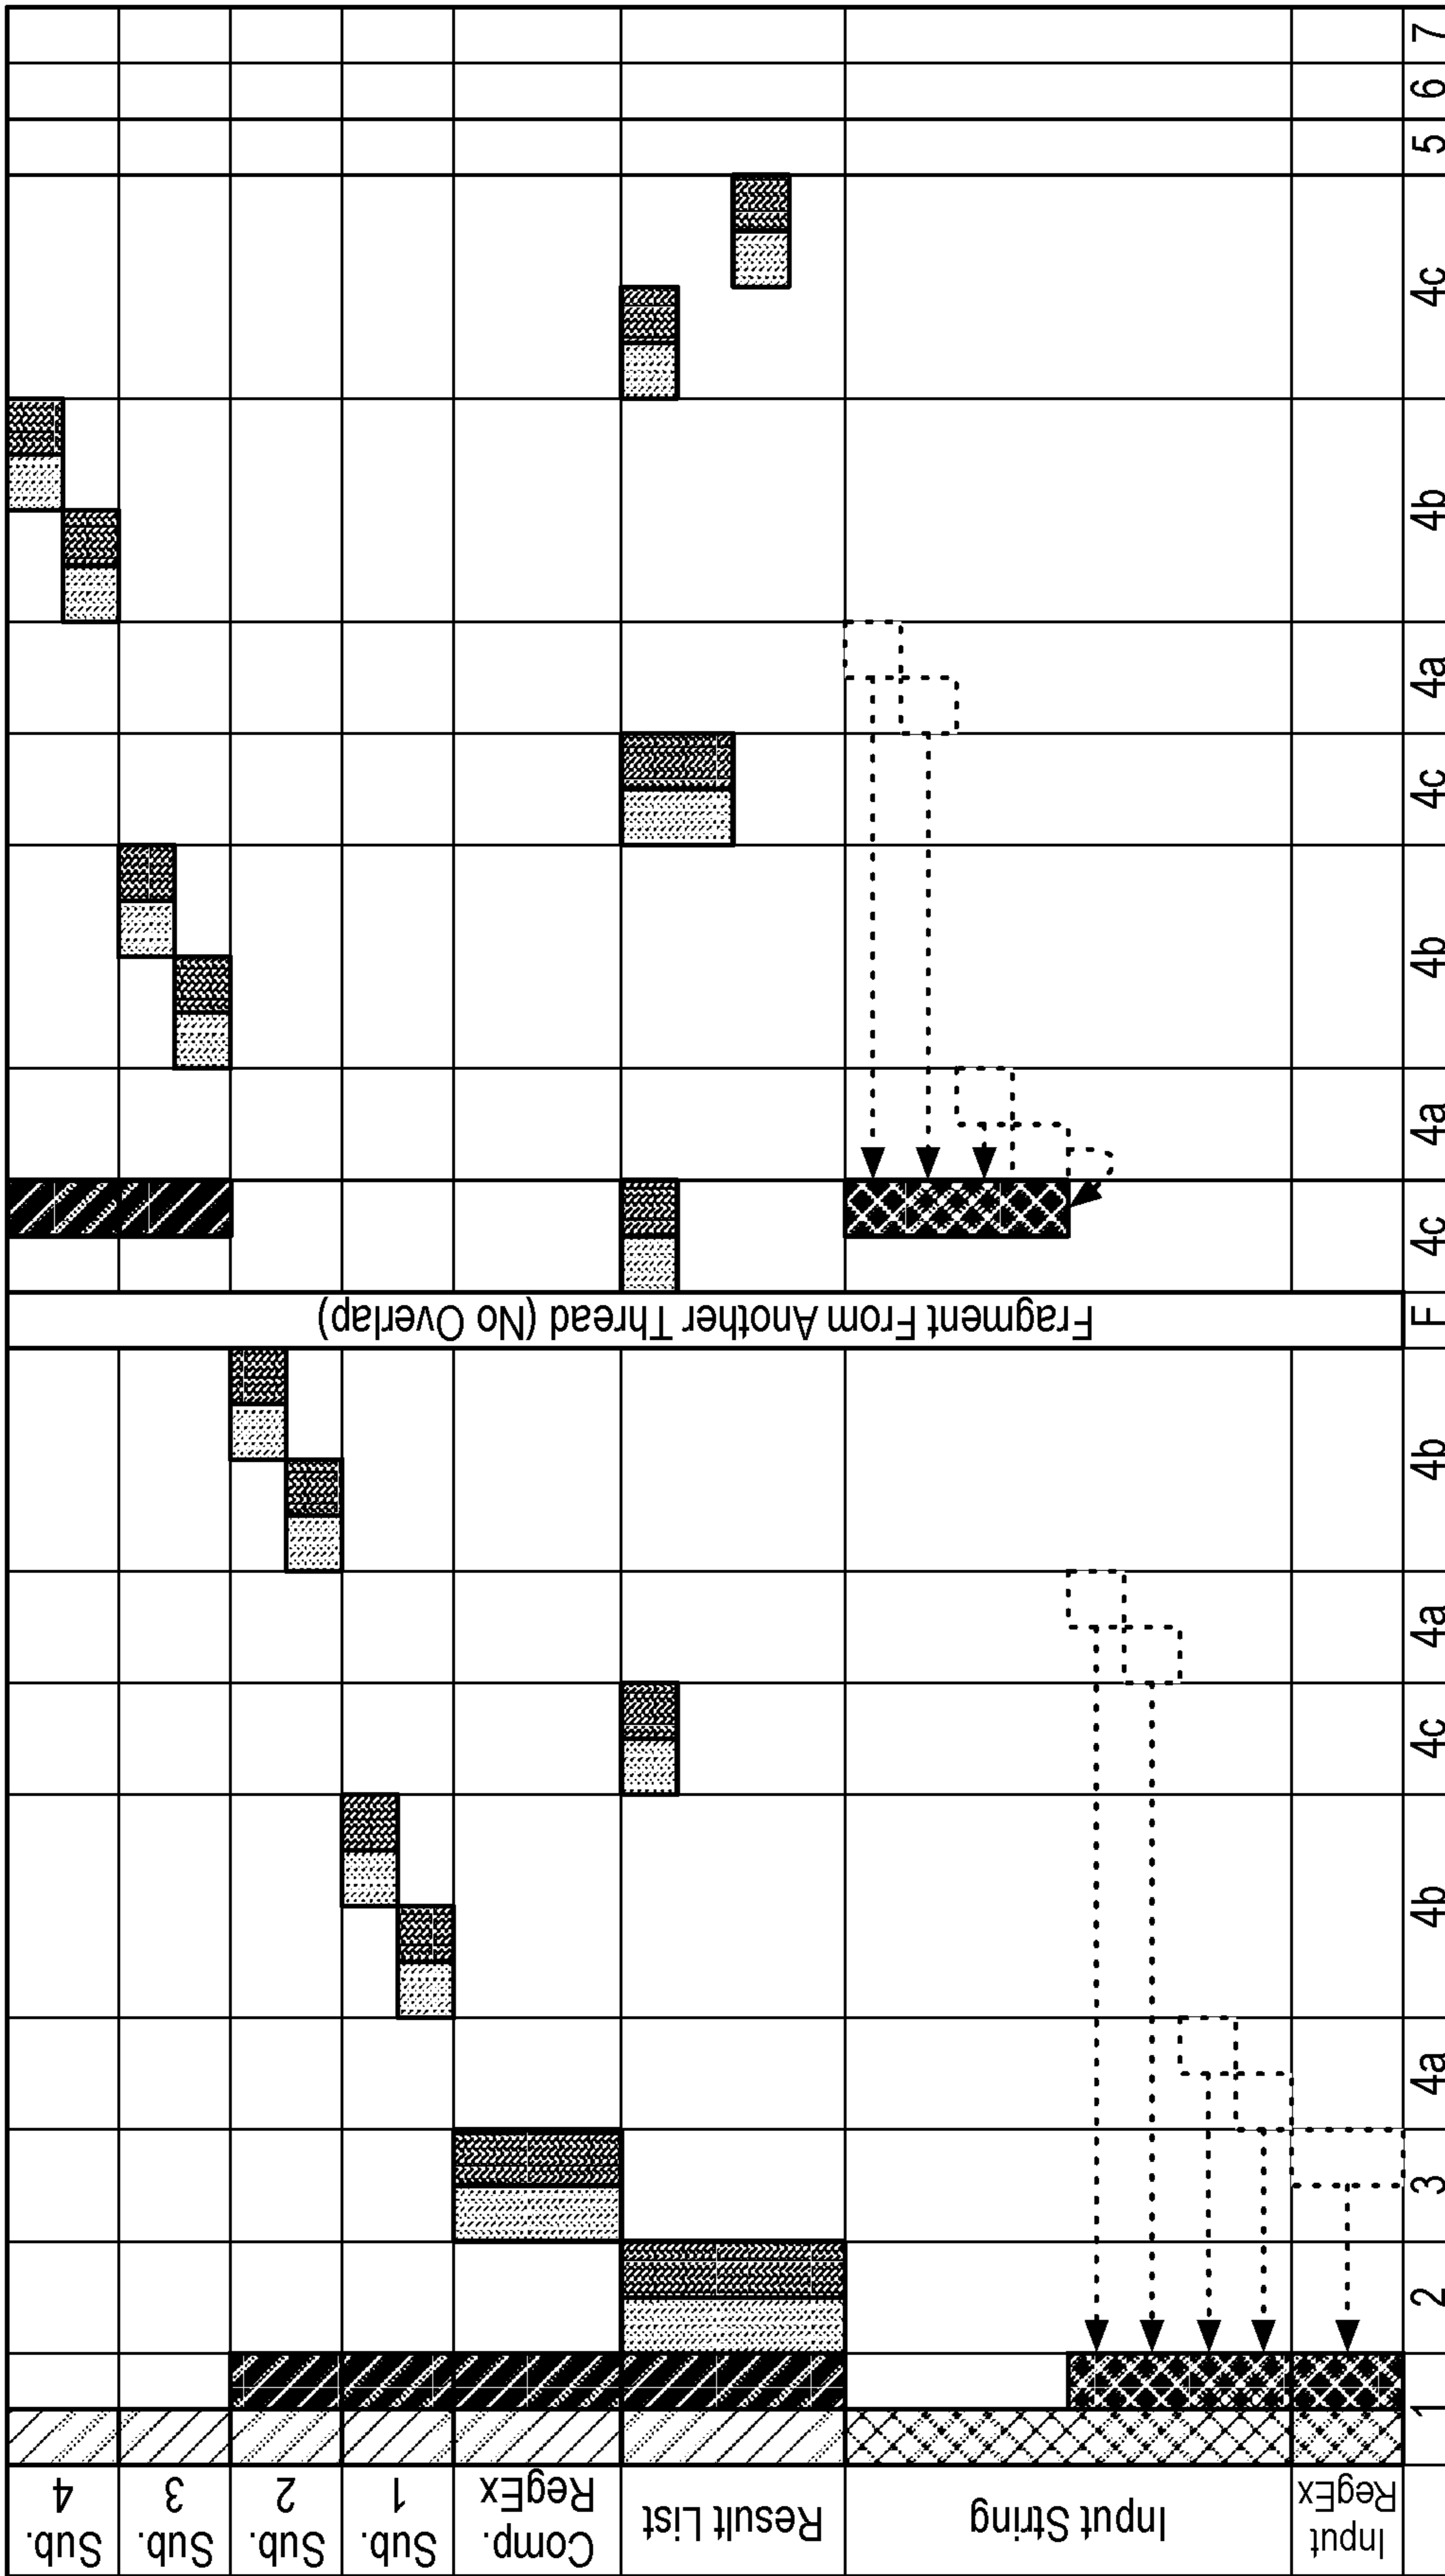 7
6
5
4c
4b
4a
4c
4b
4a
4c
Fragment From Another Thread (No Overlap)
F
4b
4a
4c
4b
4a
3
2
1
Sub.
4
Sub.
3
Sub.
2
Sub.
1
Comp.
RegEx
Result List
Input String
Input
RegEx